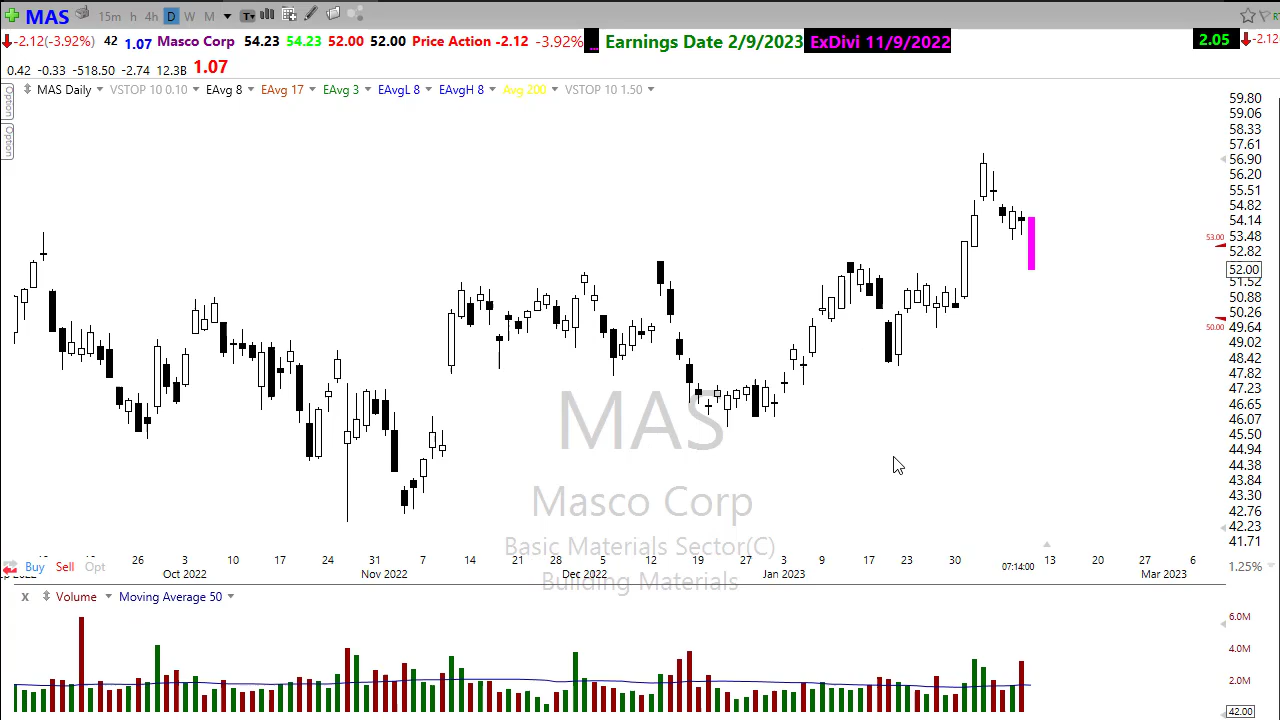 MAS 15m h 4h D W M
-2.12(-3.92%) 42 1.07 Masco Corp 54.23 54.23 52.00 52.00 Price Action -2.12 -3.92% ... Earnings Date 2/9/2023 ExDivi 11/9/2022 2.05 -2.12
0.42 -0.33 -518.50 -2.74 12.3B 1.07
MAS Daily VSTOP 10 0.10 EAvg 8 EAvg 17 EAvg 3 EAvgL 8 EAvgH 8 Avg 200 VSTOP 10 1.50
Option
Option
59.80
59.06
58.33
57.61
56.90
56.20
55.51
54.82
54.14
53.48
53.00
52.82
52.00
51.52
50.88
50.26
50.00
49.64
49.02
48.42
47.82
47.23
46.65
46.07
45.50
44.94
44.38
43.84
43.30
42.76
42.23
41.71
MAS
Masco Corp
Basic Materials Sector(C)
Building Materials
26 3 10 17 24 31 7 14 21 28 5 12 19 27 3 9 17 23 30 13 20 27 6
Buy Sell Opt 07:14:00 1.25%
Oct 2022 Nov 2022 Dec 2022 Jan 2023 Mar 2023
x Volume Moving Average 50
6.0M
4.0M
2.0M
42.00